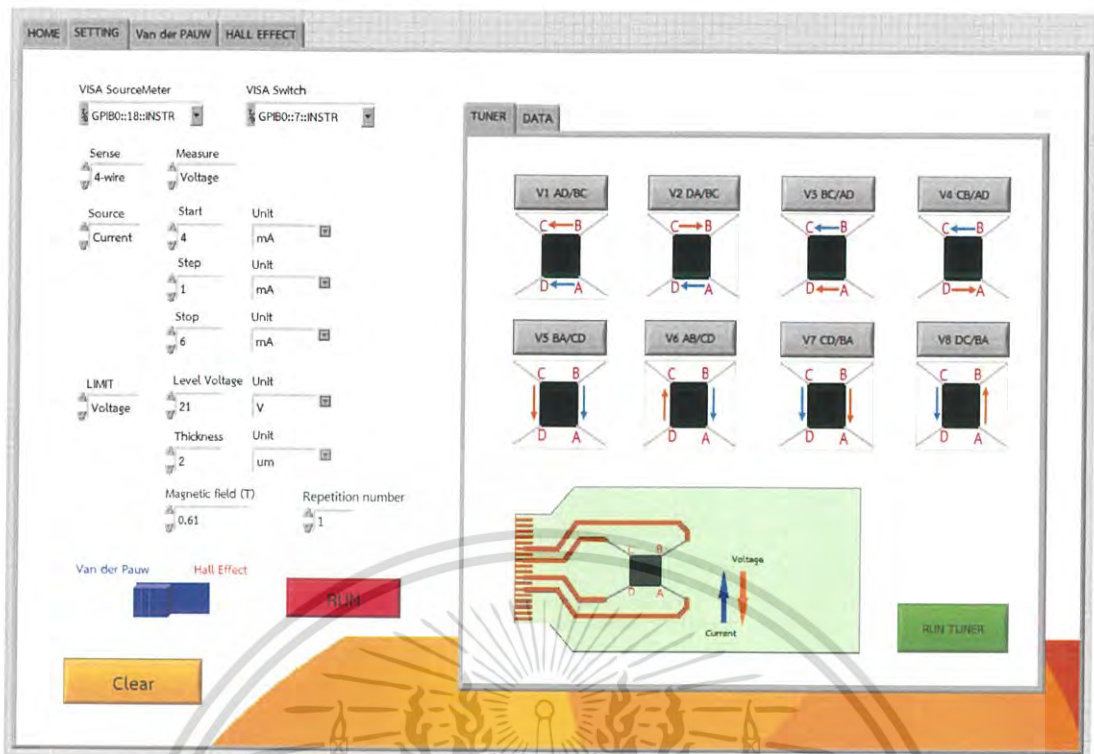 HOME SETTING Van der PAUW HALL EFFECT
VISA SourceMeter VISA Switch
GPIB0::18::INSTR GPIB0::7::INSTR
Sense Measure
4-wire Voltage
Source Start Unit
Current 4 mA
Step Unit
1 mA
Stop Unit
6 mA
LIMIT Level Voltage Unit
Voltage 21 V
Thickness Unit
2 um
Magnetic field (T) Repetition number
0.61 1
Van der Pauw Hall Effect
RUN
Clear
TUNER DATA
V1 AD/BC V2 DA/BC V3 BC/AD V4 CB/AD
C B C B C B C B
D A D A D A D A
V5 BA/CD V6 AB/CD V7 CD/BA V8 DC/BA
C B C B C B C B
D A D A D A D A
C B
D A
Voltage
Current
RUN TUNER